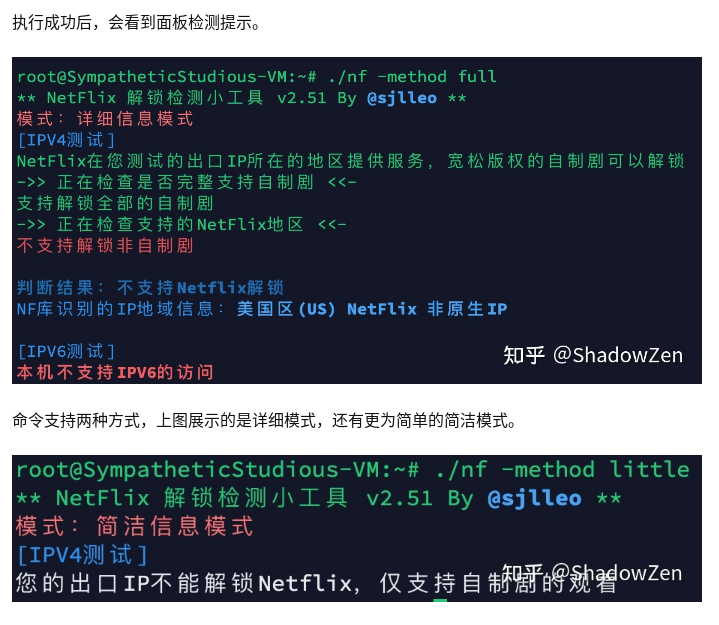 执行成功后，会看到面板检测提示。
root@SympatheticStudious-VM:~# ./nf -method full
** NetFlix 解锁检测小工具 v2.51 By @sjlleo **
模式：详细信息模式
[IPV4测试]
NetFlix在您测试的出口IP所在的地区提供服务，宽松版权的自制剧可以解锁
->> 正在检查是否完整支持自制剧 <<-
支持解锁全部的自制剧
->> 正在检查支持的NetFlix地区 <<-
不支持解锁非自制剧
判断结果：不支持Netflix解锁
NF库识别的IP地域信息：美国区(US) NetFlix 非原生IP
[IPV6测试]
本机不支持IPV6的访问
知乎 @ShadowZen
命令支持两种方式，上图展示的是详细模式，还有更为简单的简洁模式。
root@SympatheticStudious-VM:~# ./nf -method little
** NetFlix 解锁检测小工具 v2.51 By @sjlleo **
模式：简洁信息模式
[IPV4测试]
您的出口IP不能解锁Netflix，仅支持自制剧的观看
知乎 @ShadowZen